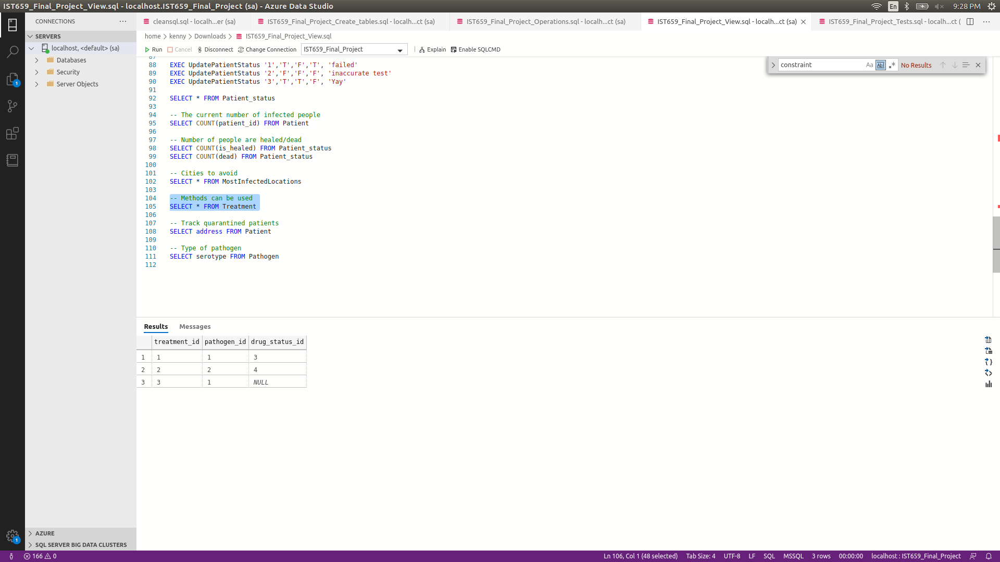 IST659_Final_Project_View.sql - localhost.IST659_Final_Project (sa) - Azure Data Studio
En
9:28 PM
CONNECTIONS
cleansql.sql - localh...er (sa)
IST659_Final_Project_Create_tables.sql - localh...ct (sa)
IST659_Final_Project_Operations.sql - localh...ct (sa)
IST659_Final_Project_View.sql - localh...ct (sa)
IST659_Final_Project_Tests.sql - localh...ct (
SERVERS
localhost, <default> (sa)
Databases
Security
Server Objects
home > kenny > Downloads > IST659_Final_Project_View.sql
Run Cancel Disconnect Change Connection IST659_Final_Project Explain Enable SQLCMD
constraint Aa Abl .* No Results
87
88 EXEC UpdatePatientStatus '1','T','F','T', 'failed'
89 EXEC UpdatePatientStatus '2','F','F','F', 'inaccurate test'
90 EXEC UpdatePatientStatus '3','T','T','F', 'Yay'
91
92 SELECT * FROM Patient_status
93
94 -- The current number of infected people
95 SELECT COUNT(patient_id) FROM Patient
96
97 -- Number of people are healed/dead
98 SELECT COUNT(is_healed) FROM Patient_status
99 SELECT COUNT(dead) FROM Patient_status
100
101 -- Cities to avoid
102 SELECT * FROM MostInfectedLocations
103
104 -- Methods can be used
105 SELECT * FROM Treatment
106
107 -- Track quarantined patients
108 SELECT address FROM Patient
109
110 -- Type of pathogen
111 SELECT serotype FROM Pathogen
112
Results Messages
treatment_id pathogen_id drug_status_id
1 1 1 3
2 2 2 4
3 3 1 NULL
1
1
AZURE
SQL SERVER BIG DATA CLUSTERS
166 0
Ln 106, Col 1 (48 selected) Tab Size: 4 UTF-8 LF SQL MSSQL 3 rows 00:00:00 localhost : IST659_Final_Project